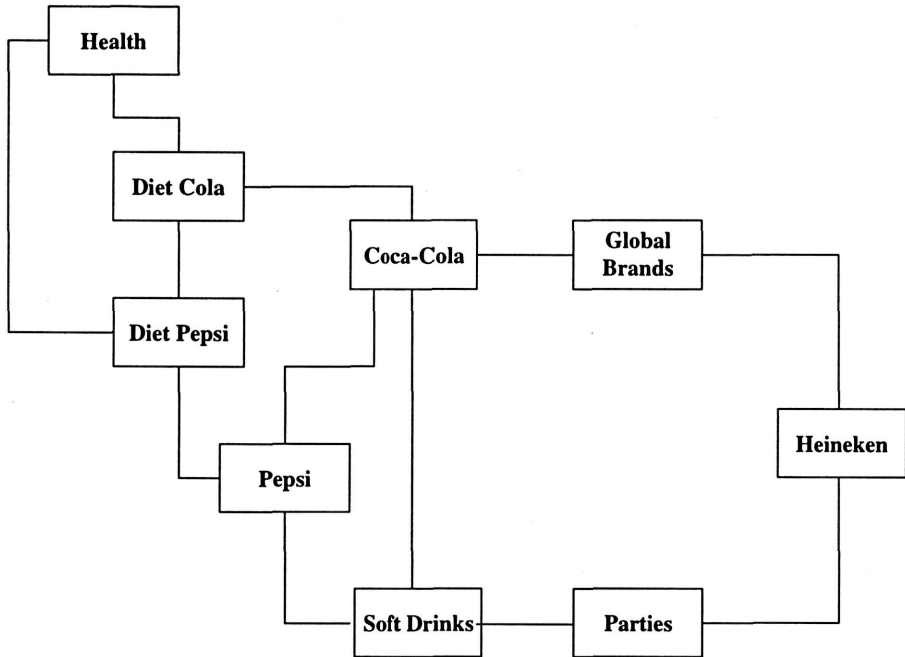 Health
Diet Cola
Coca-Cola
Global
Brands
Diet Pepsi
Heineken
Pepsi
Soft Drinks
Parties